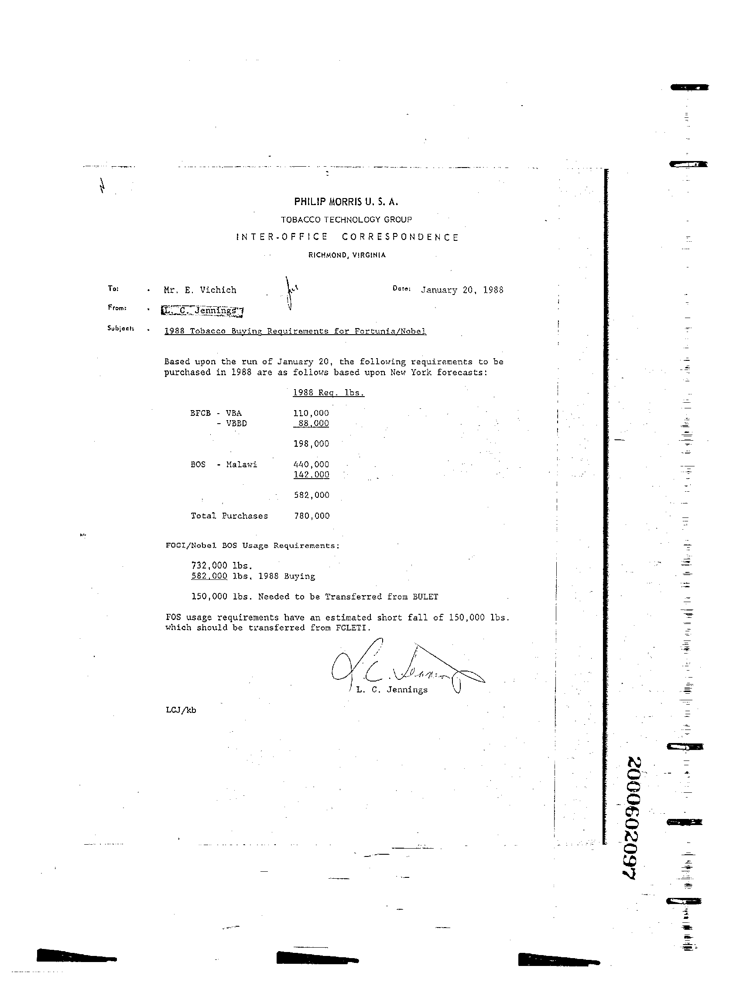 PHILIP MORRIS U. S. A.
TOBACCO TECHNOLOGY GROUP
INTER-OFFICE CORRESPONDENCE
RICHMOND, VIRGINIA
To: . Mr. E. Vichich Date: January 20, 1988
From: . L. C. Jennings
Subject: . 1988 Tobacco Buying Requirements for Fortunia/Nobel
Based upon the run of January 20, the following requirements to be
purchased in 1988 are as follows based upon New York forecasts:
1988 Req. lbs.
BFCB - VBA 110,000
- VBBD 88,000
198,000
BOS - Malawi 440,000
142,000
582,000
Total Purchases 780,000
FOGI/Nobel BOS Usage Requirements:
732,000 lbs.
582,000 lbs. 1988 Buying
150,000 lbs. Needed to be Transferred from BULET
FOS usage requirements have an estimated short fall of 150,000 lbs.
which should be transferred from FCLETI.
L. C. Jennings
L. C. Jennings
LCJ/kb
2000602097